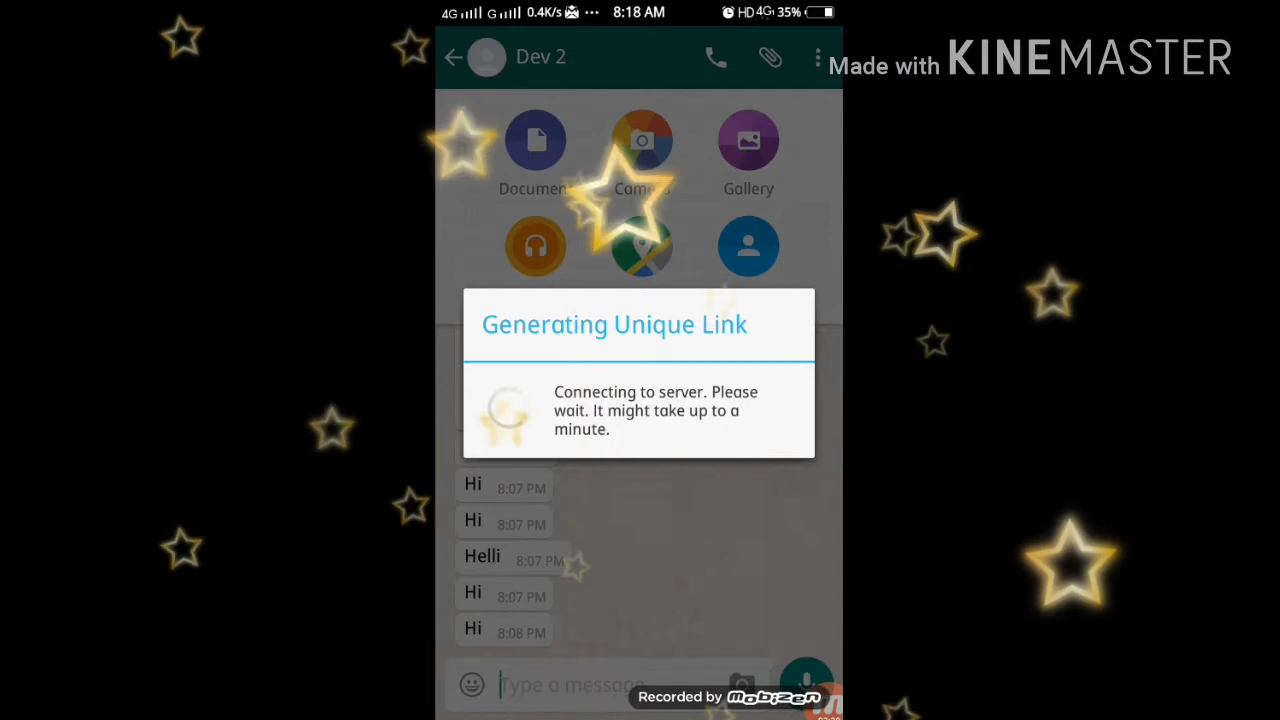 4G G 0.4K/s ... 8:18 AM HD 4G 35%
Dev 2
Made with KINEMASTER
Document Camera Gallery
Generating Unique Link
Connecting to server. Please
wait. It might take up to a
minute.
Hi 8:07 PM
Hi 8:07 PM
Helli 8:07 PM
Hi 8:07 PM
Hi 8:08 PM
Type a message
Recorded by mobizen